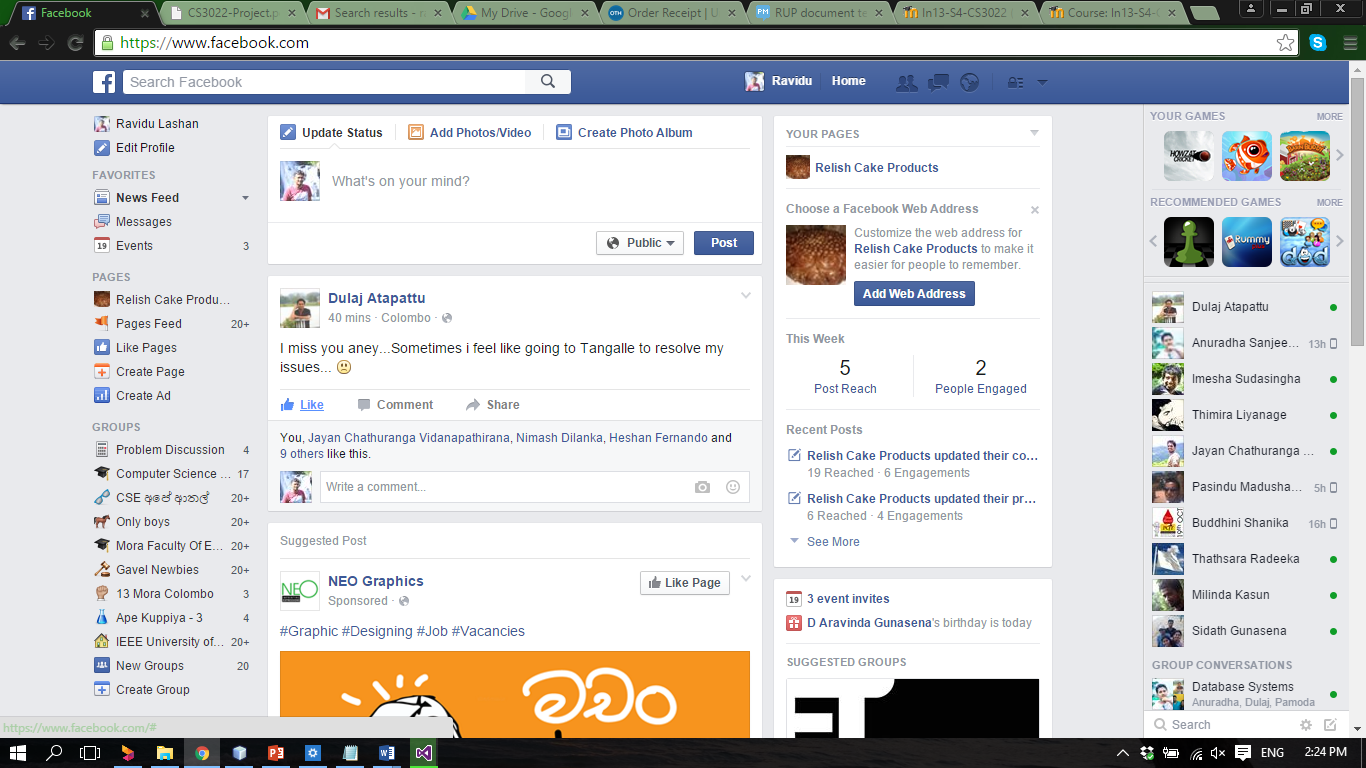 Facebook
CS3022-Project.p
Search results - n
My Drive - Googl
Order Receipt | U
RUP document te
In13-S4-CS3022 |
Course: In13-S4-C
https://www.facebook.com
Search Facebook
Ravidu
Home
Ravidu Lashan
Edit Profile
FAVORITES
News Feed
Messages
Events 3
PAGES
Relish Cake Produ...
Pages Feed 20+
Like Pages
Create Page
Create Ad
GROUPS
Problem Discussion 4
Computer Science ... 17
CSE අපේ ආතල් 20+
Only boys 20+
Mora Faculty Of E... 20+
Gavel Newbies 20+
13 Mora Colombo 3
Ape Kuppiya - 3 4
IEEE University of... 20+
New Groups 20
Create Group
https://www.facebook.com/#
Update Status
Add Photos/Video
Create Photo Album
What's on your mind?
Public
Post
Dulaj Atapattu
40 mins · Colombo ·
I miss you aney...Sometimes i feel like going to Tangalle to resolve my
issues...
Like
Comment
Share
You, Jayan Chathuranga Vidanapathirana, Nimash Dilanka, Heshan Fernando and
9 others like this.
Write a comment...
Suggested Post
NEO Graphics
Sponsored ·
Like Page
NEO
#Graphic #Designing #Job #Vacancies
මචං
YOUR PAGES
Relish Cake Products
Choose a Facebook Web Address
Customize the web address for
Relish Cake Products to make it
easier for people to remember.
Add Web Address
This Week
5
Post Reach
2
People Engaged
Recent Posts
Relish Cake Products updated their co...
19 Reached · 6 Engagements
Relish Cake Products updated their pr...
6 Reached · 4 Engagements
See More
19 3 event invites
D Aravinda Gunasena's birthday is today
SUGGESTED GROUPS
YOUR GAMES
MORE
HOWZAT
CRICKET
RECOMMENDED GAMES
MORE
Rummy
Dulaj Atapattu
Anuradha Sanjee... 13h
Imesha Sudasingha
Thimira Liyanage
Jayan Chathuranga ...
Pasindu Madusha... 5h
Buddhini Shanika 16h
Thathsara Radeeka
Milinda Kasun
Sidath Gunasena
GROUP CONVERSATIONS
Database Systems
Anuradha, Dulaj, Pamoda
Search
ENG
2:24 PM